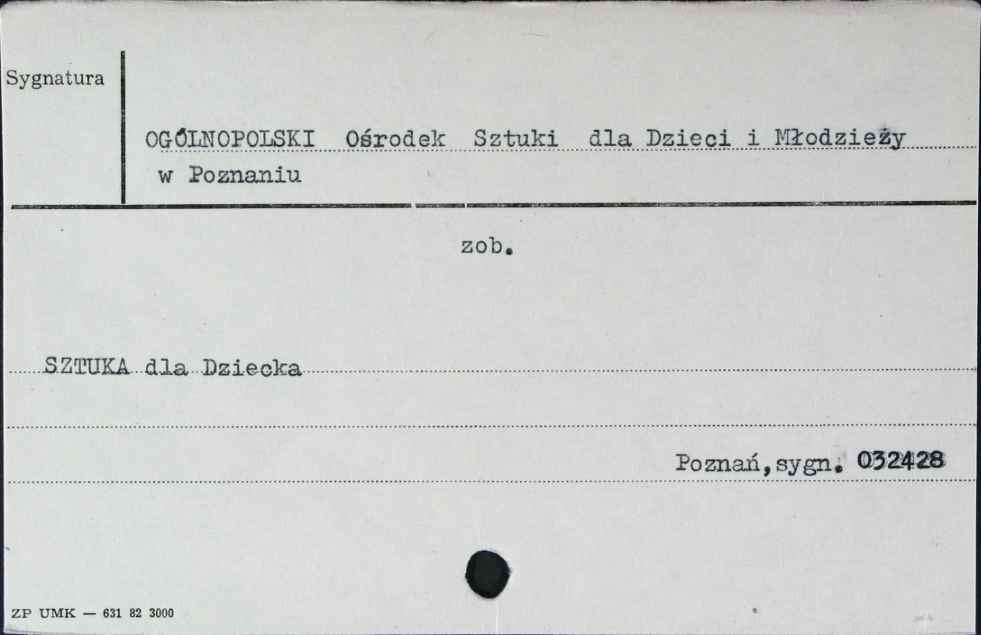 Sygnatura
OGÓLNOPOLSKI Ośrodek Sztuki dla Dzieci i Młodzieży
w Poznaniu
zob.
SZTUKA dla Dziecka
Poznań, sygn. 032428
ZP UMK — 631 82 3000